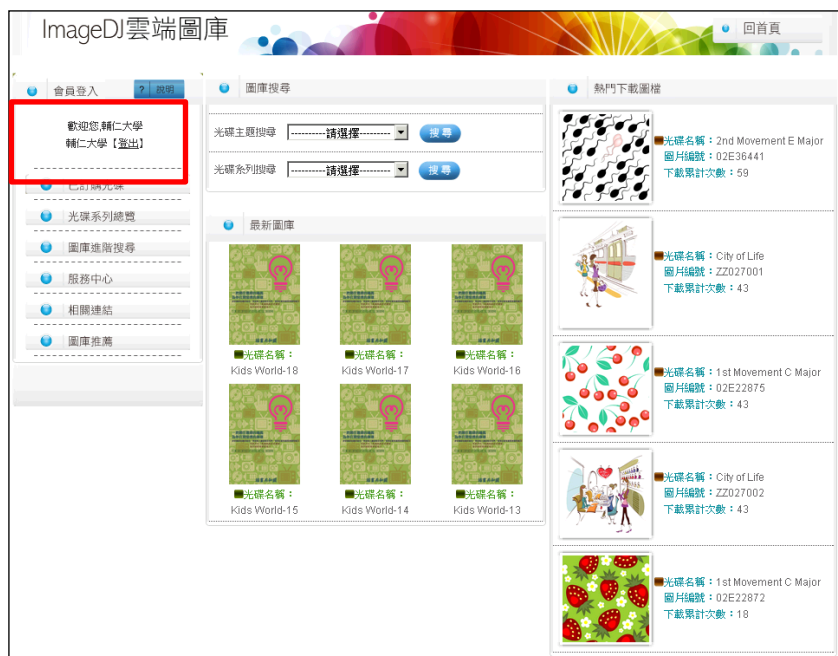 ImageDJ雲端圖庫
回首頁
會員登入
? 說明
歡迎您,輔仁大學
輔仁大學【登出】
已訂購光碟
光碟系列總覽
圖庫進階搜尋
服務中心
相關連結
圖庫推薦
圖庫搜尋
光碟主題搜尋 ---------請選擇--------- 搜尋
光碟系列搜尋 ---------請選擇--------- 搜尋
最新圖庫
光碟名稱:
Kids World-18
光碟名稱:
Kids World-17
光碟名稱:
Kids World-16
光碟名稱:
Kids World-15
光碟名稱:
Kids World-14
光碟名稱:
Kids World-13
熱門下載圖檔
光碟名稱:2nd Movement E Major
圖片編號:02E36441
下載累計次數:59
光碟名稱:City of Life
圖片編號:ZZ027001
下載累計次數:43
光碟名稱:1st Movement C Major
圖片編號:02E22875
下載累計次數:43
光碟名稱:City of Life
圖片編號:ZZ027002
下載累計次數:43
光碟名稱:1st Movement C Major
圖片編號:02E22872
下載累計次數:18